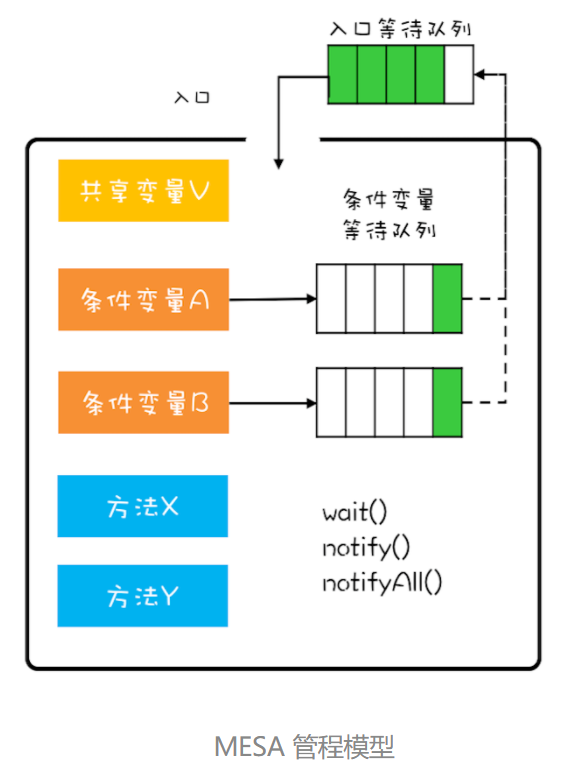 入口等待队列
入口
共享变量V
条件变量
等待队列
条件变量A
条件变量B
方法X
wait()
notify()
notifyAll()
方法Y
MESA 管程模型